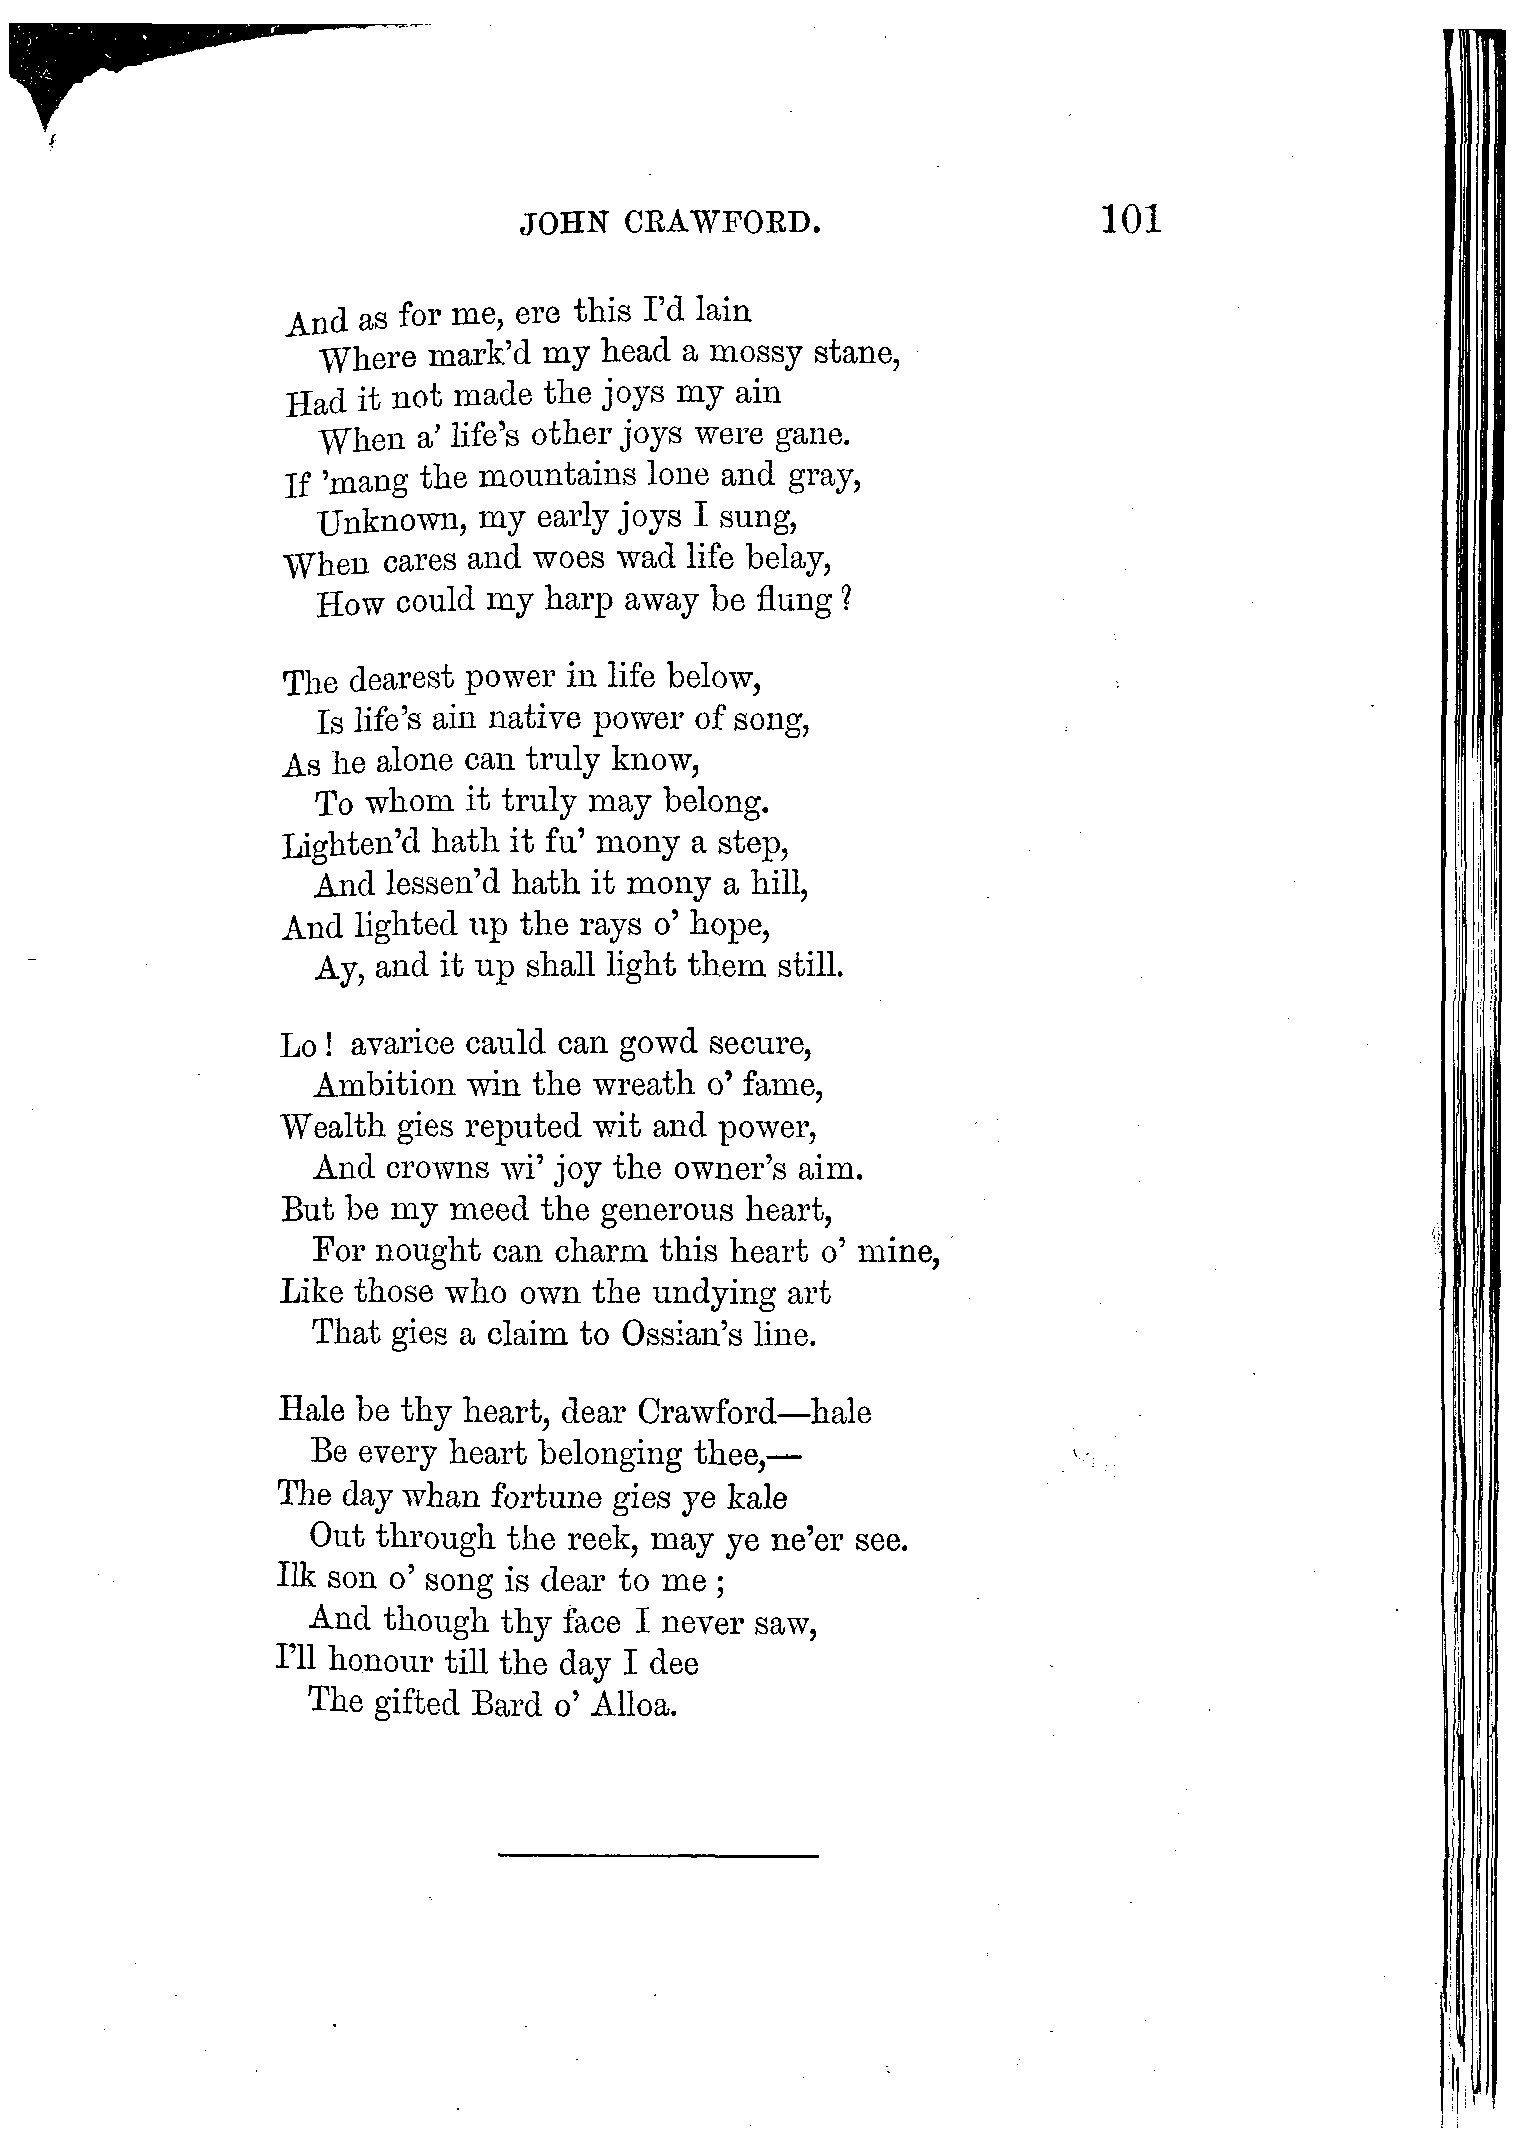 JOHN CRAWFORD. 101
And as for me, ere this I'd lain
Where mark'd my head a mossy stane,
Had it not made the joys my ain
When a' life's other joys were gane.
If 'mang the mountains lone and gray,
Unknown, my early joys I sung,
When cares and woes wad life belay,
How could my harp away be flung?
The dearest power in life below,
Is life's ain native power of song,
As he alone can truly know,
To whom it truly may belong.
Lighten'd hath it fu' mony a step,
And lessen'd hath it mony a hill,
And lighted up the rays o' hope,
Ay, and it up shall light them still.
Lo! avarice cauld can gowd secure,
Ambition win the wreath o' fame,
Wealth gies reputed wit and power,
And crowns wi' joy the owner's aim.
But be my meed the generous heart,
For nought can charm this heart o' mine,
Like those who own the undying art
That gies a claim to Ossian's line.
Hale be thy heart, dear Crawford—hale
Be every heart belonging thee,—
The day whan fortune gies ye kale
Out through the reek, may ye ne'er see.
Ilk son o' song is dear to me;
And though thy face I never saw,
I'll honour till the day I dee
The gifted Bard o' Alloa.